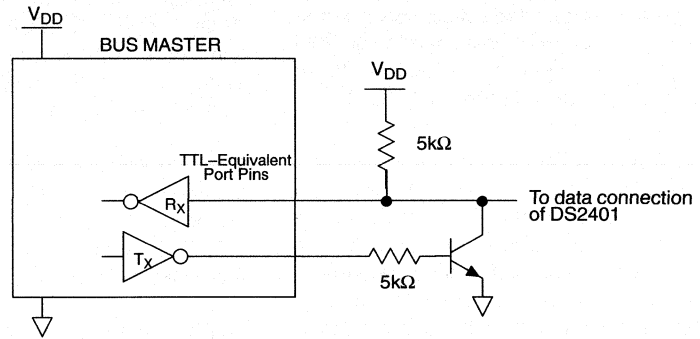 VDD
BUS MASTER
VDD
5kΩ
TTL–Equivalent
Port Pins
RX
To data connection
of DS2401
TX
5kΩ